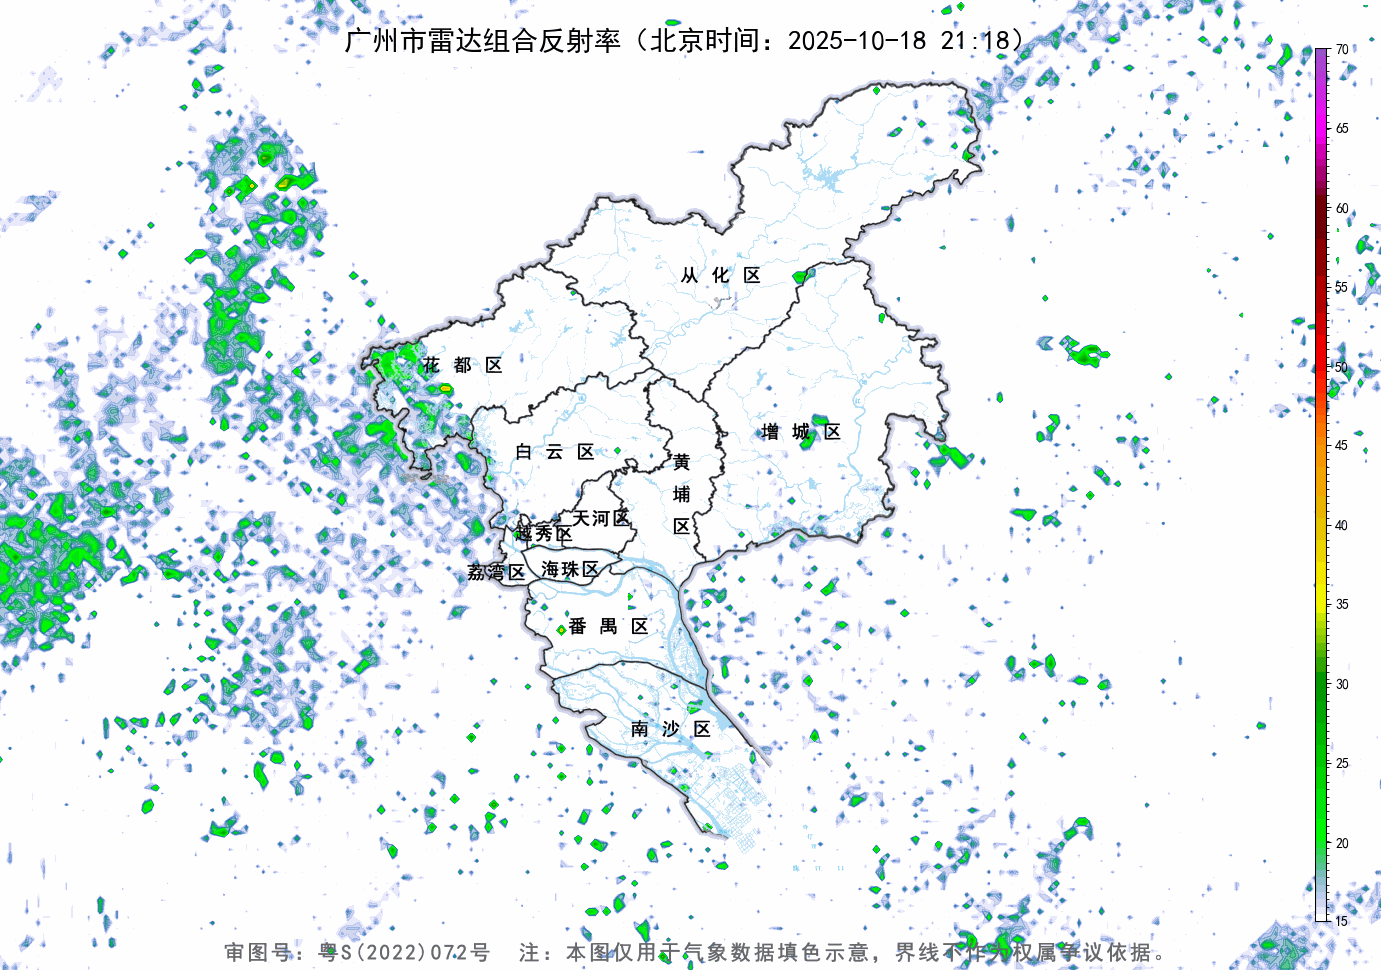 广州市雷达组合反射率（北京时间：2025-10-18 21:18）
70
65
60
55
50
45
40
35
30
25
20
15
从化区
花都区
增城区
白云区
黄埔区
天河区
越秀区
荔湾区
海珠区
番禺区
南沙区
审图号：粤S(2022)072号 注：本图仅用于气象数据填色示意，界线不作为权属争议依据。